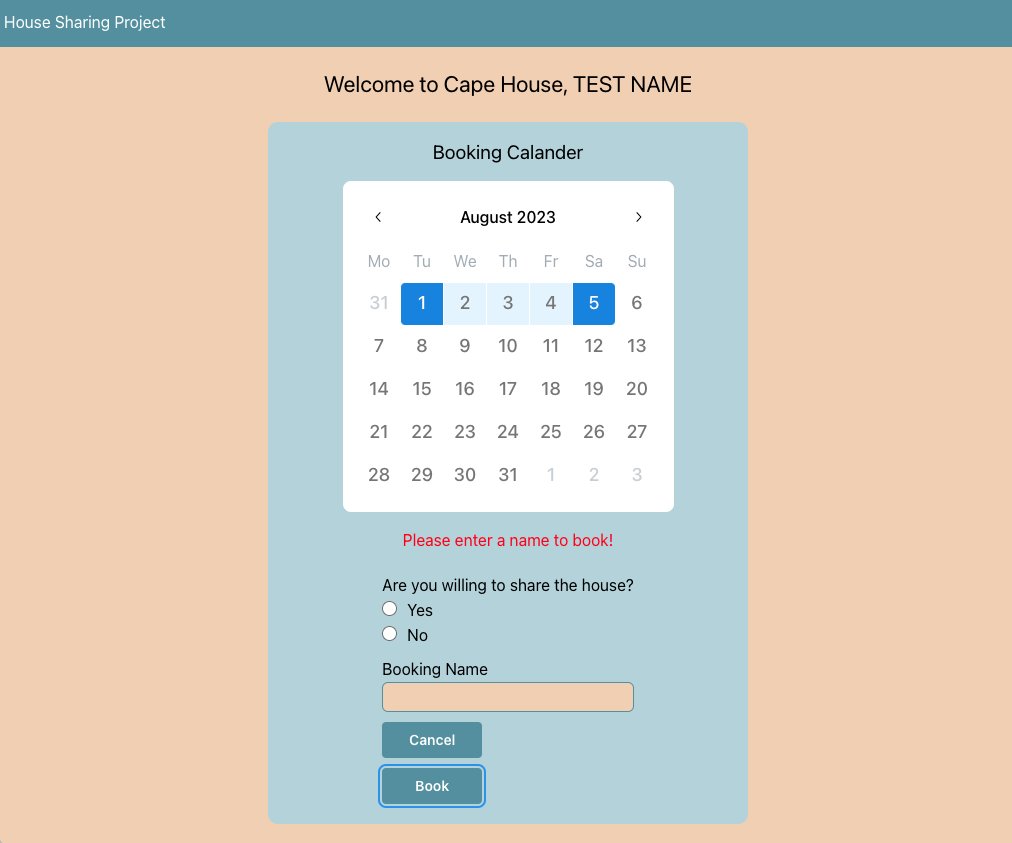 House Sharing Project
Welcome to Cape House, TEST NAME
Booking Calander
August 2023
Mo Tu We Th Fr Sa Su
31 1 2 3 4 5 6
7 8 9 10 11 12 13
14 15 16 17 18 19 20
21 22 23 24 25 26 27
28 29 30 31 1 2 3
Please enter a name to book!
Are you willing to share the house?
Yes
No
Booking Name
Cancel
Book